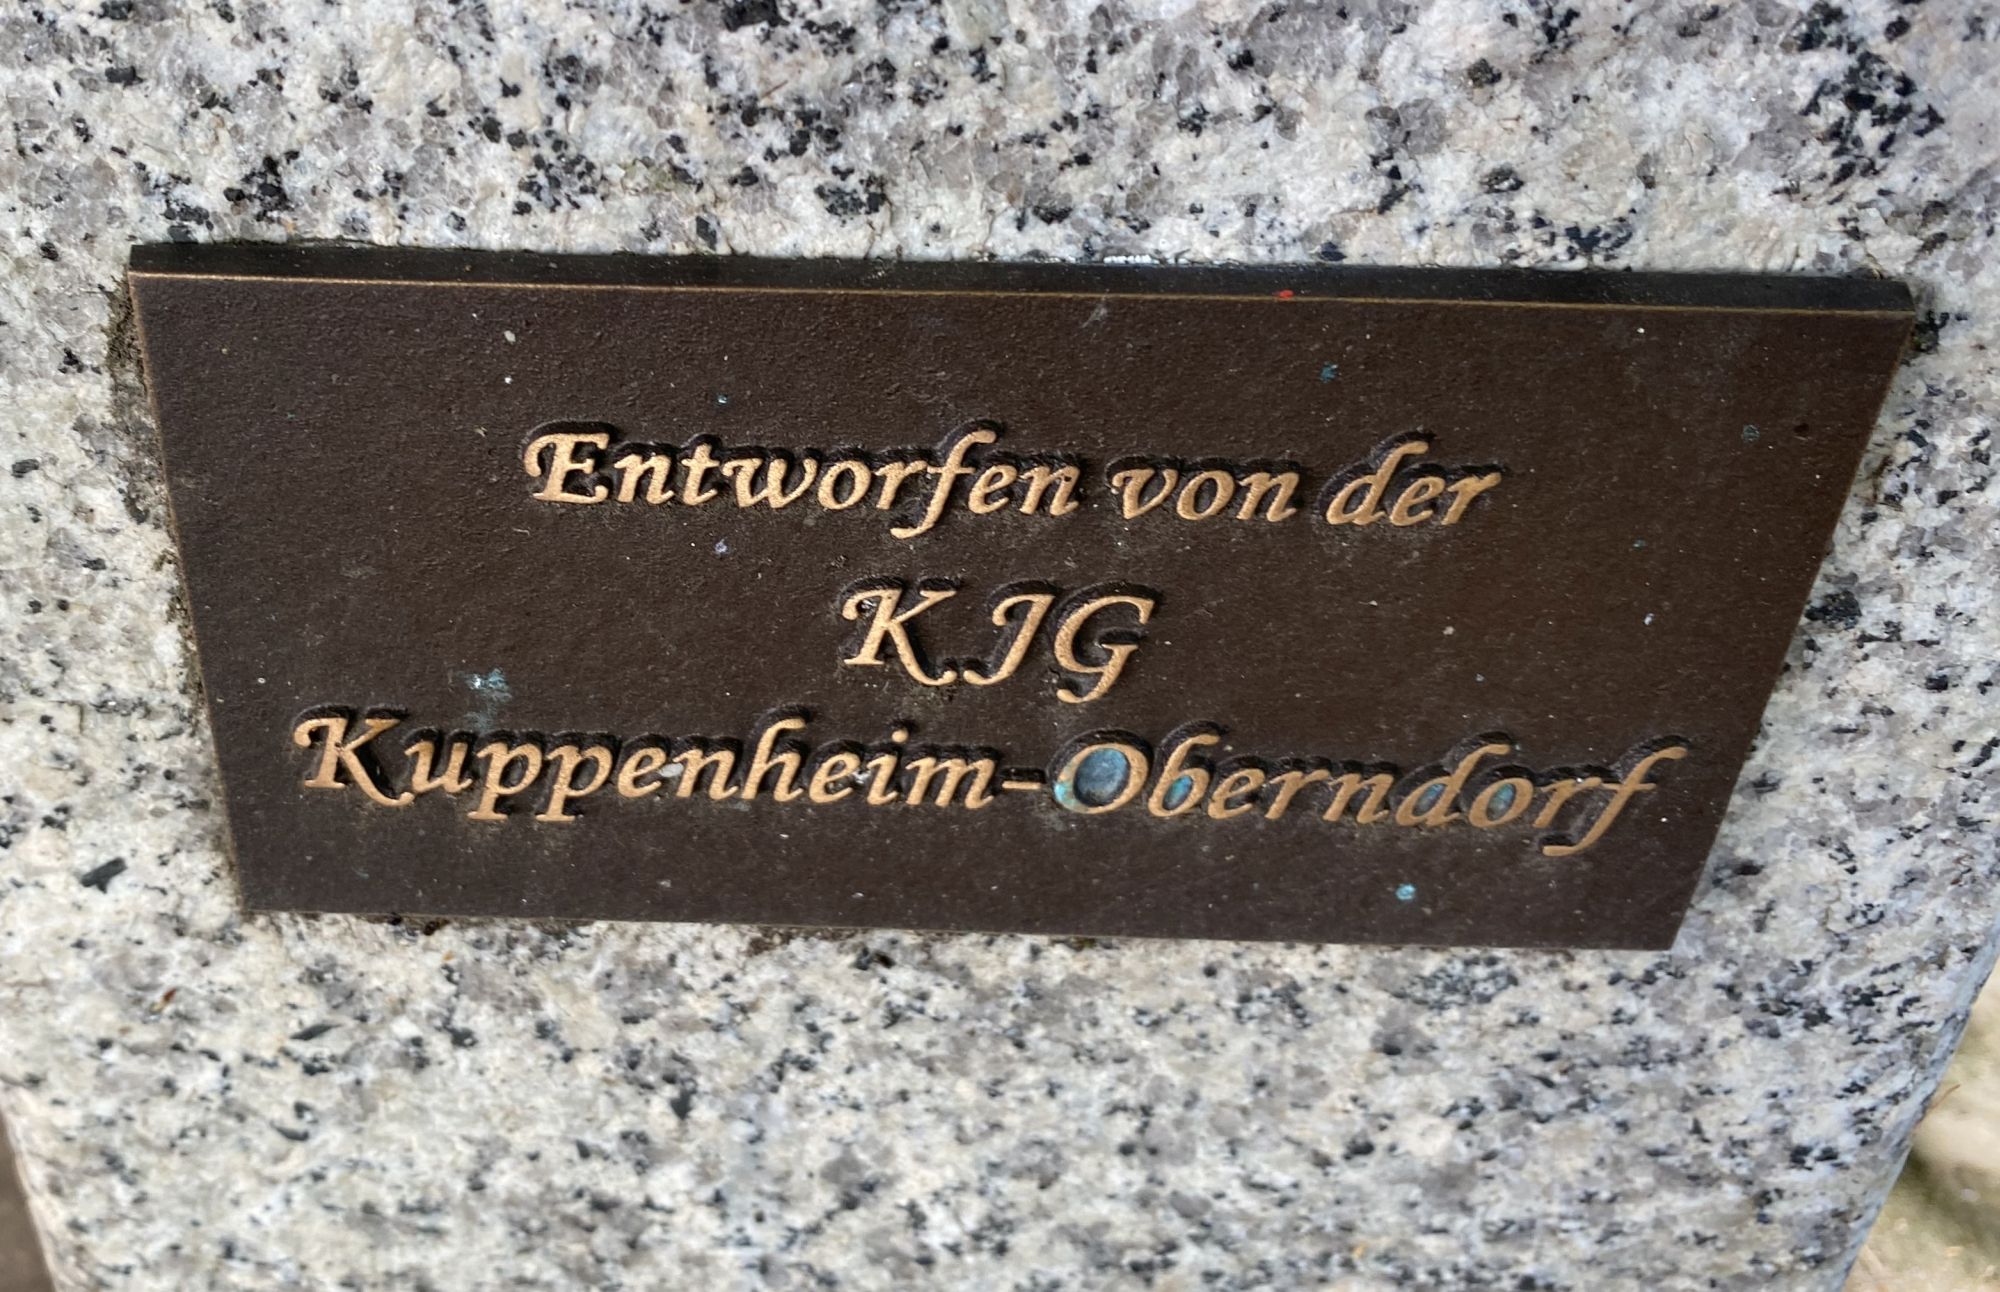 Entworfen von der
KJG
Kuppenheim-Oberndorf